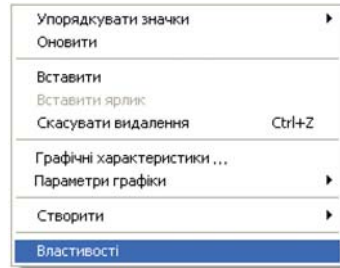 Упорядкувати значки
Оновити
Вставити
Вставити ярлик
Скасувати видалення Ctrl+Z
Графічні характеристики ...
Параметри графіки
Створити
Властивості